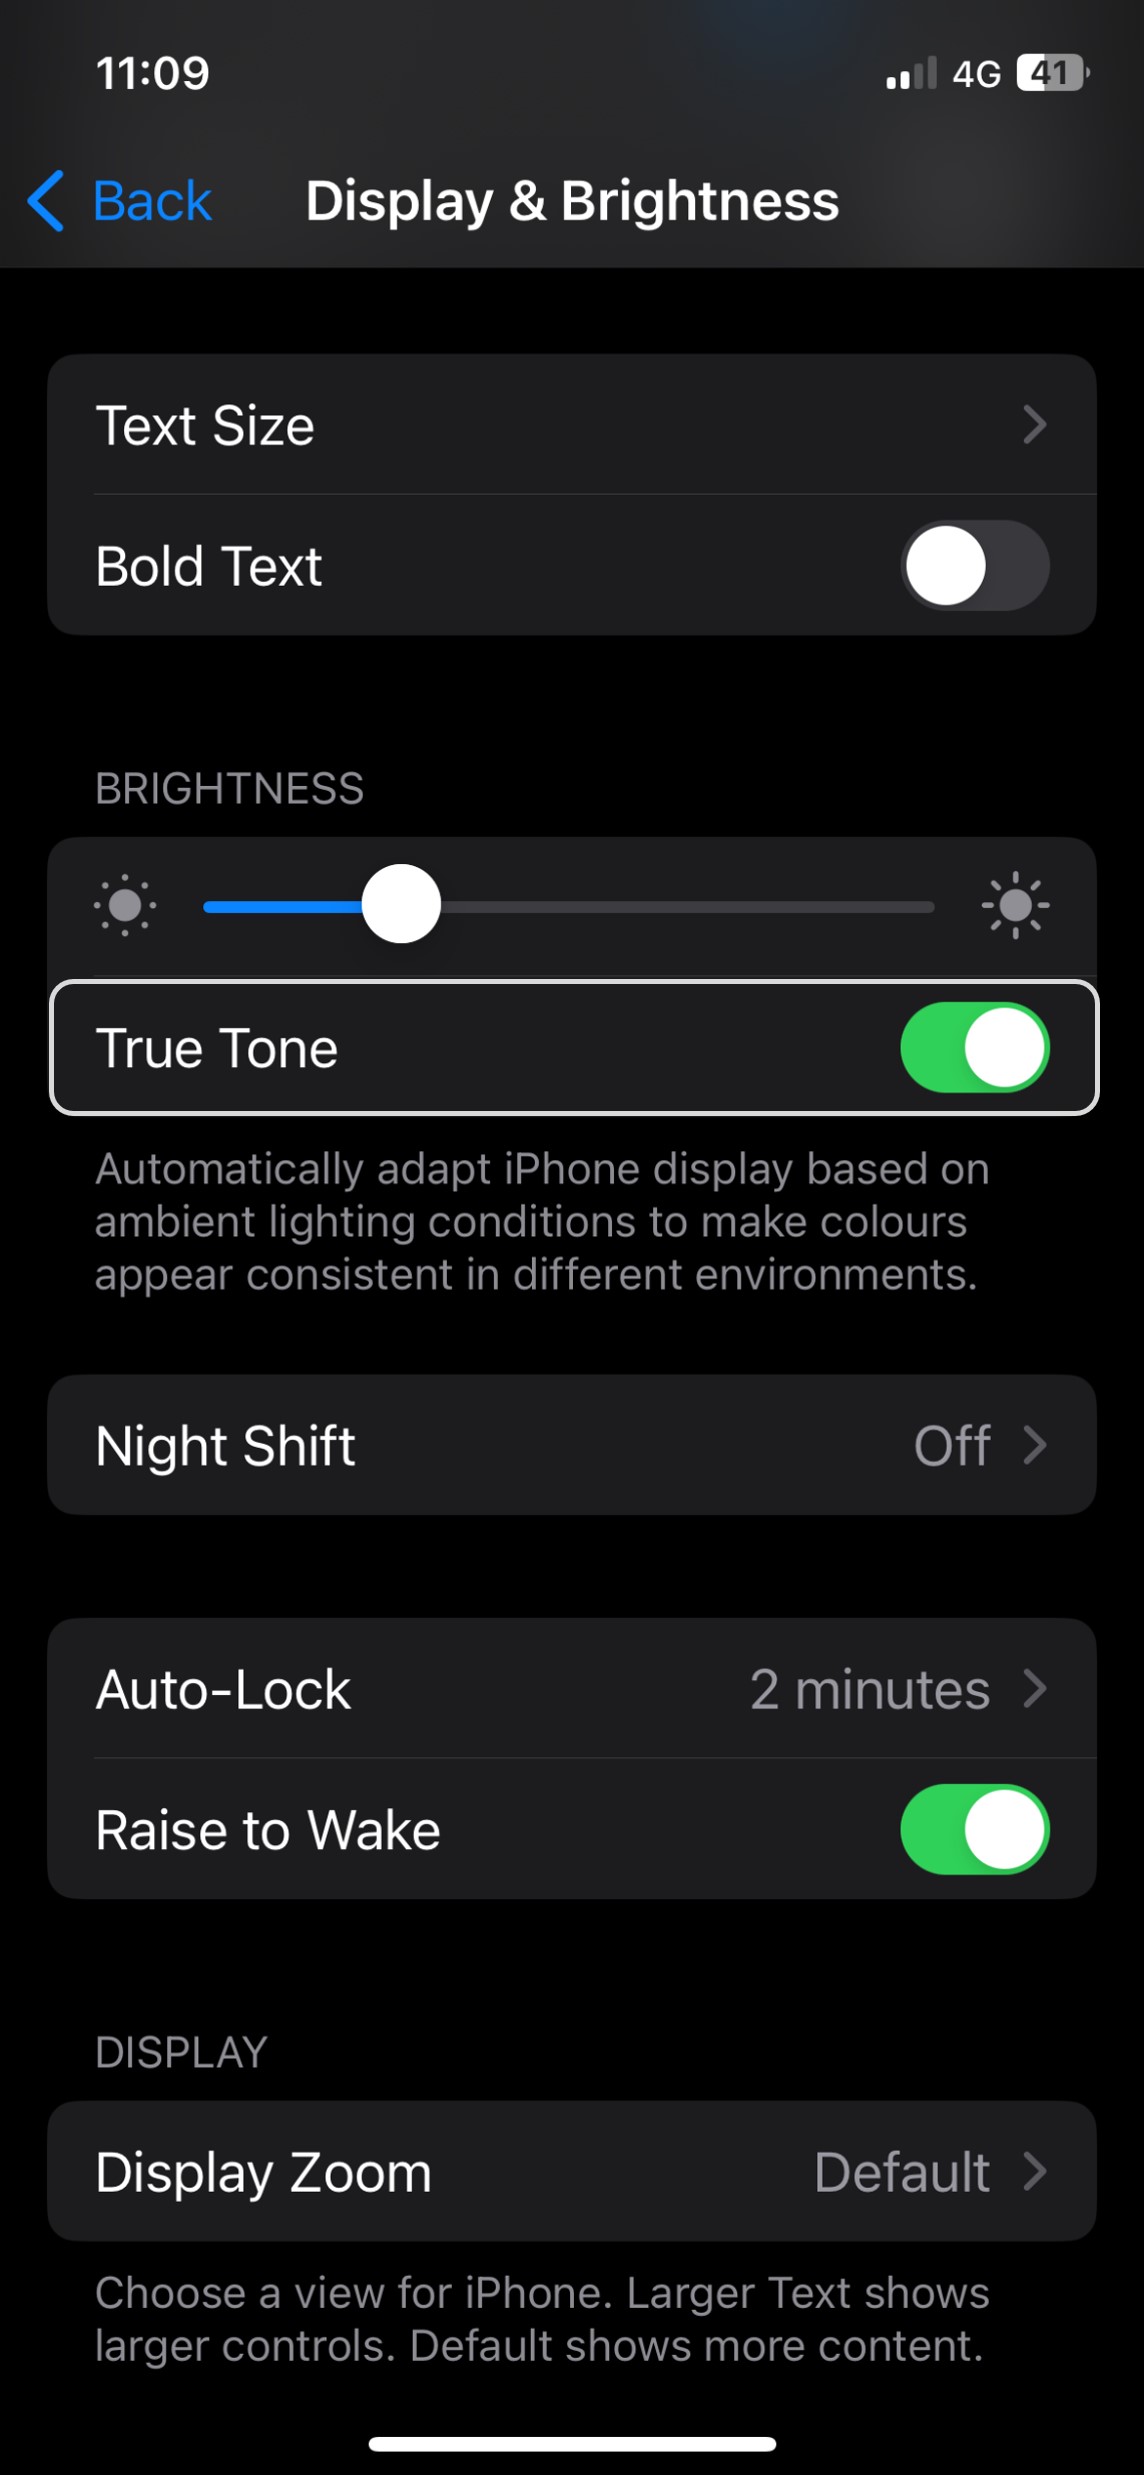 11:09 4G 41
Back Display & Brightness
Text Size
Bold Text
BRIGHTNESS
True Tone
Automatically adapt iPhone display based on
ambient lighting conditions to make colours
appear consistent in different environments.
Night Shift Off
Auto-Lock 2 minutes
Raise to Wake
DISPLAY
Display Zoom Default
Choose a view for iPhone. Larger Text shows
larger controls. Default shows more content.